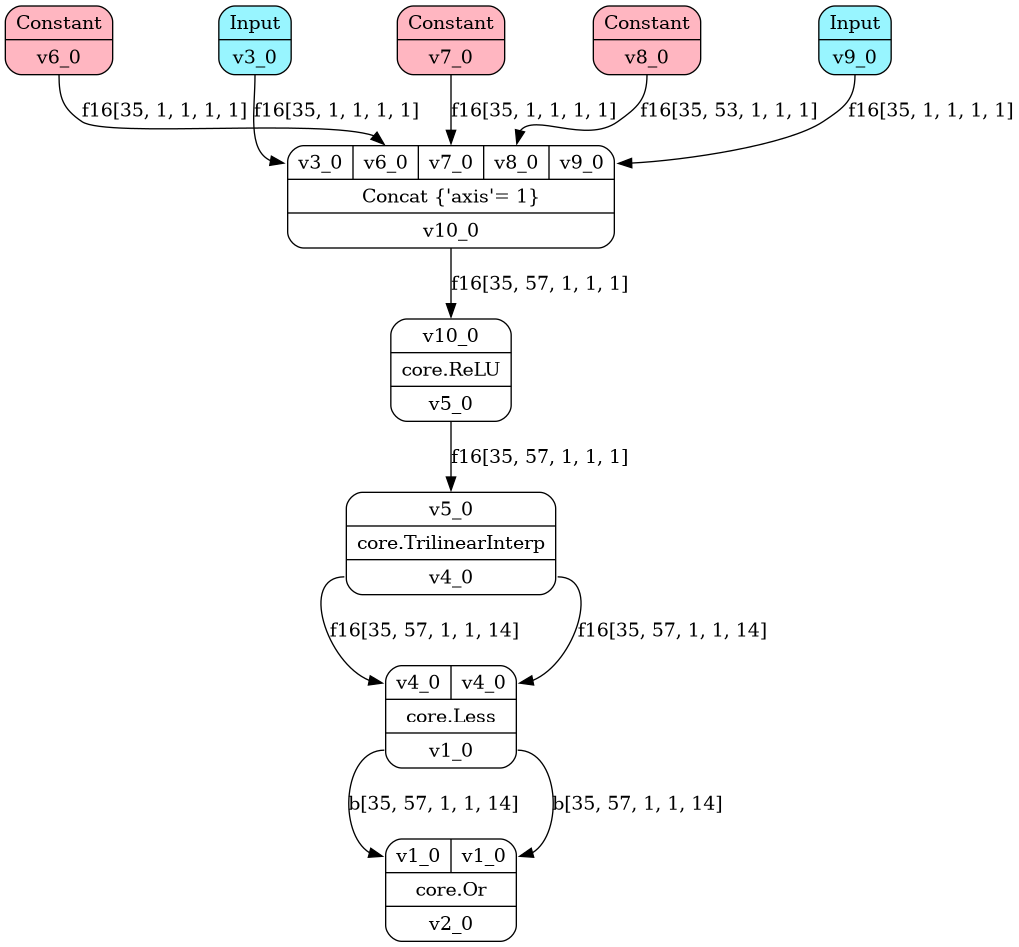 Constant
v6_0
Input
v3_0
Constant
v7_0
Constant
v8_0
Input
v9_0
f16[35, 1, 1, 1, 1]
f16[35, 1, 1, 1, 1]
f16[35, 1, 1, 1, 1]
f16[35, 53, 1, 1, 1]
f16[35, 1, 1, 1, 1]
v3_0
v6_0
v7_0
v8_0
v9_0
Concat {'axis'= 1}
v10_0
f16[35, 57, 1, 1, 1]
v10_0
core.ReLU
v5_0
f16[35, 57, 1, 1, 1]
v5_0
core.TrilinearInterp
v4_0
f16[35, 57, 1, 1, 14]
f16[35, 57, 1, 1, 14]
v4_0
v4_0
core.Less
v1_0
b[35, 57, 1, 1, 14]
b[35, 57, 1, 1, 14]
v1_0
v1_0
core.Or
v2_0